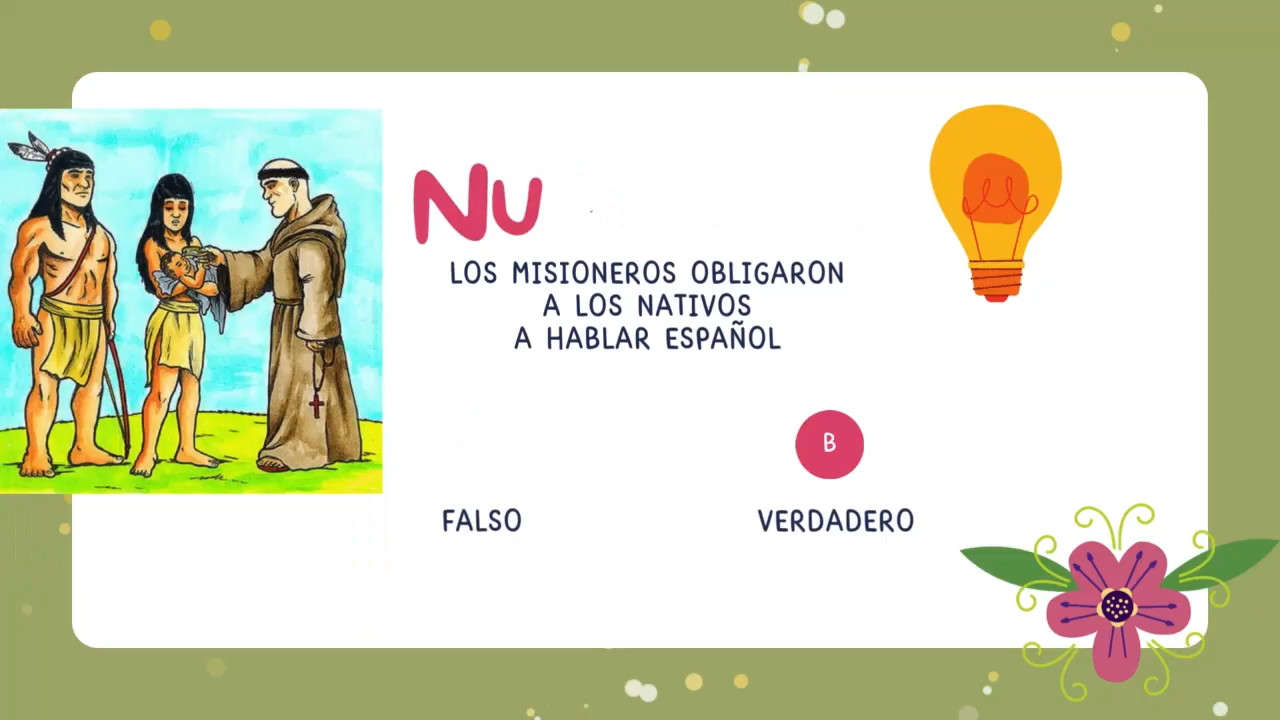 Nu
LOS MISIONEROS OBLIGARON
A LOS NATIVOS
A HABLAR ESPAÑOL
B
FALSO
VERDADERO